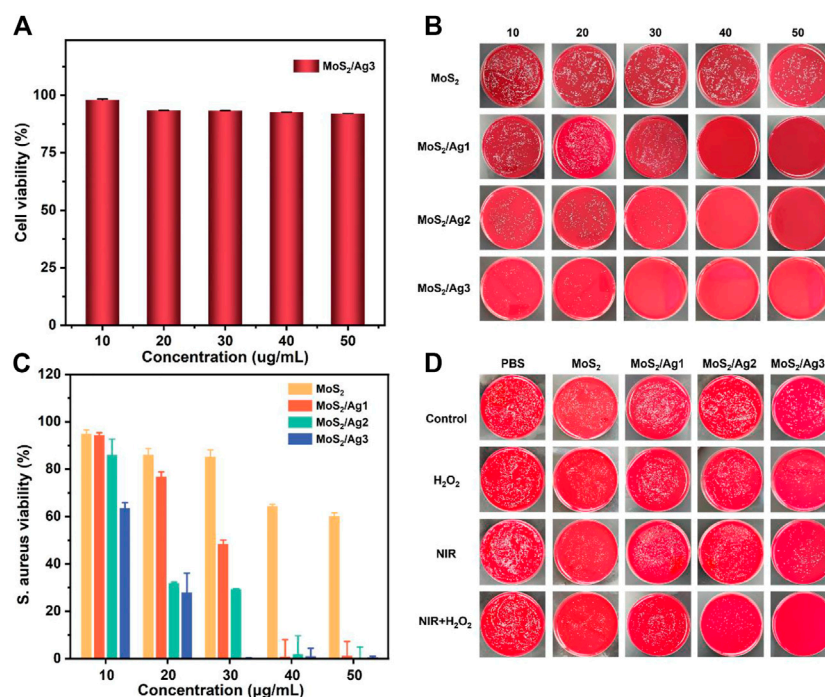 A
MoS₂/Ag3
Cell viability (%)
100
75
50
25
0
10 20 30 40 50
Concentration (ug/mL)
B
10 20 30 40 50
MoS₂
MoS₂/Ag1
MoS₂/Ag2
MoS₂/Ag3
C
MoS₂
MoS₂/Ag1
MoS₂/Ag2
MoS₂/Ag3
S. aureus viability (%)
120
100
80
60
40
20
0
10 20 30 40 50
Concentration (µg/mL)
D
PBS MoS₂ MoS₂/Ag1 MoS₂/Ag2 MoS₂/Ag3
Control
H₂O₂
NIR
NIR+H₂O₂